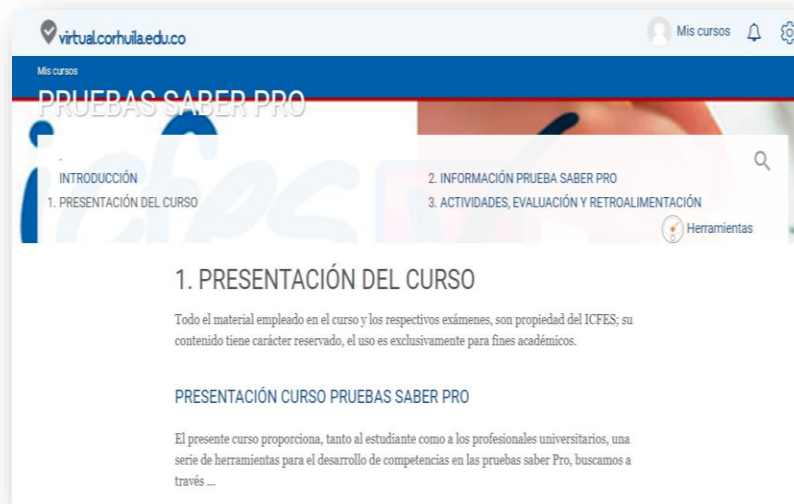 virtual.corhuila.edu.co
Mis cursos
Mis cursos
PRUEBAS SABER PRO
icfes
.
INTRODUCCIÓN
1. PRESENTACIÓN DEL CURSO
2. INFORMACIÓN PRUEBA SABER PRO
3. ACTIVIDADES, EVALUACIÓN Y RETROALIMENTACIÓN
Herramientas
1. PRESENTACIÓN DEL CURSO
Todo el material empleado en el curso y los respectivos exámenes, son propiedad del ICFES; su
contenido tiene carácter reservado, el uso es exclusivamente para fines académicos.
PRESENTACIÓN CURSO PRUEBAS SABER PRO
El presente curso proporciona, tanto al estudiante como a los profesionales universitarios, una
serie de herramientas para el desarrollo de competencias en las pruebas saber Pro, buscamos a
través ...